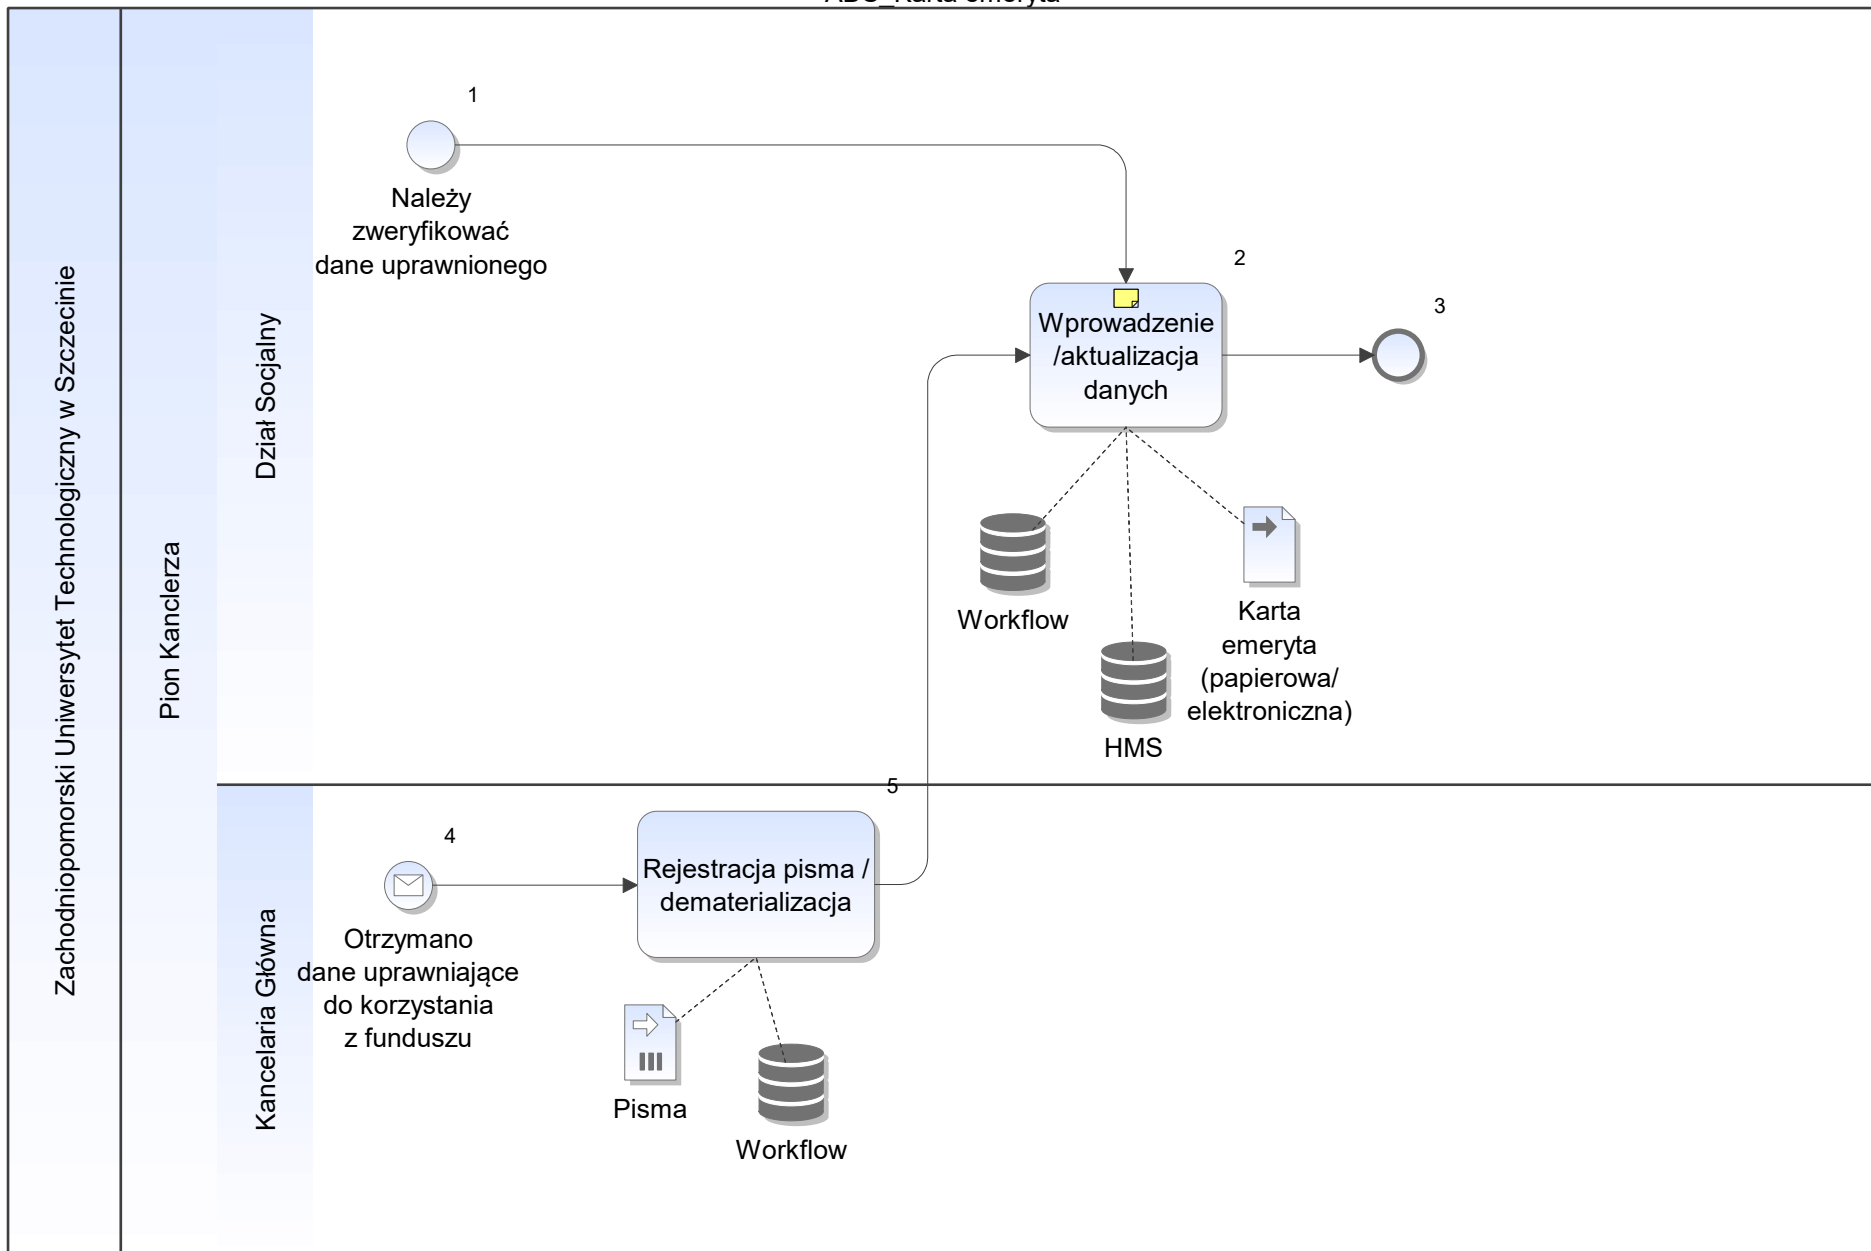 ADO_Karta emeryta
Zachodniopomorski Uniwersytet Technologiczny w Szczecinie
Pion Kanclerza
Dział Socjalny
1
Należy
zweryfikować
dane uprawnionego
2
Wprowadzenie
/aktualizacja
danych
3
Workflow
HMS
Karta
emeryta
(papierowa/
elektroniczna)
Kancelaria Główna
4
Otrzymano
dane uprawniające
do korzystania
z funduszu
5
Rejestracja pisma /
dematerializacja
Pisma
Workflow